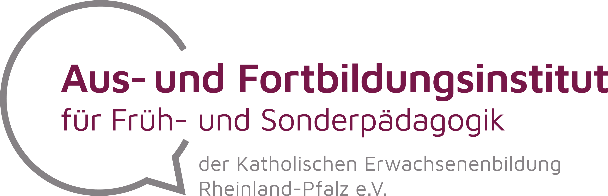 Aus- und Fortbildungsinstitut
für Früh- und Sonderpädagogik
der Katholischen Erwachsenenbildung
Rheinland-Pfalz e.V.